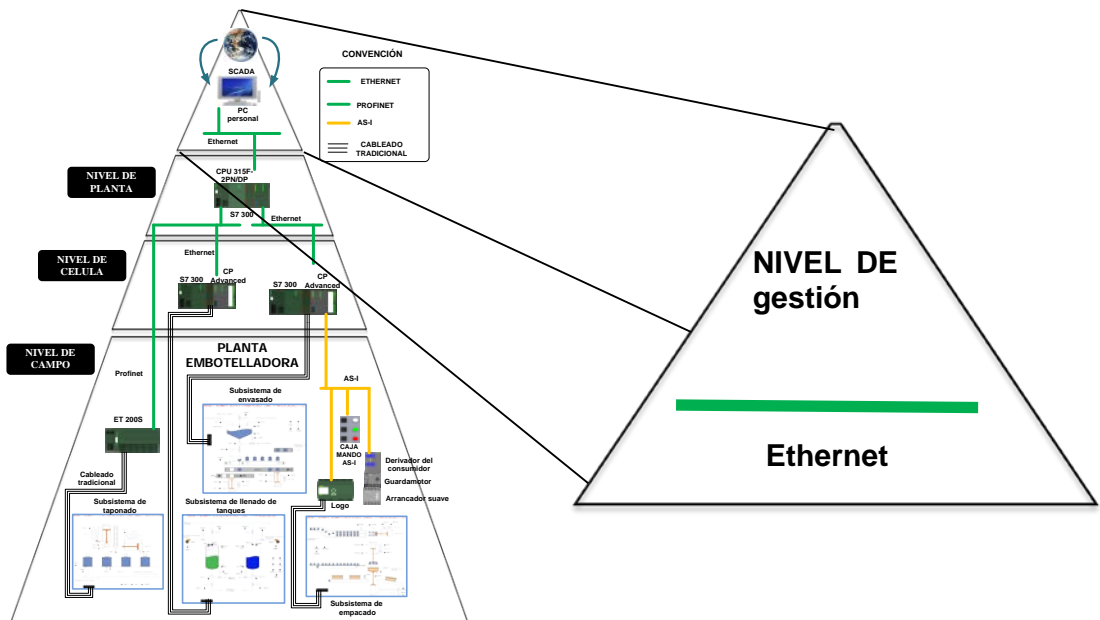 SCADA
PC
personal
Ethernet
CONVENCIÓN
ETHERNET
PROFINET
AS-I
CABLEADO
TRADICIONAL
NIVEL DE
PLANTA
CPU 315F-
2PN/DP
S7 300
Ethernet
NIVEL DE
CELULA
Ethernet
S7 300
CP
Advanced
S7 300
CP
Advanced
NIVEL DE
CAMPO
PLANTA
EMBOTELLADORA
Profinet
AS-I
Subsistema de
envasado
ET 200S
CAJA
MANDO
AS-I
Derivador del
consumidor
Guardamotor
Arrancador suave
Cableado
tradicional
Logo
Subsistema de
taponado
Subsistema de llenado de
tanques
Subsistema de
empacado
NIVEL DE
gestión
Ethernet